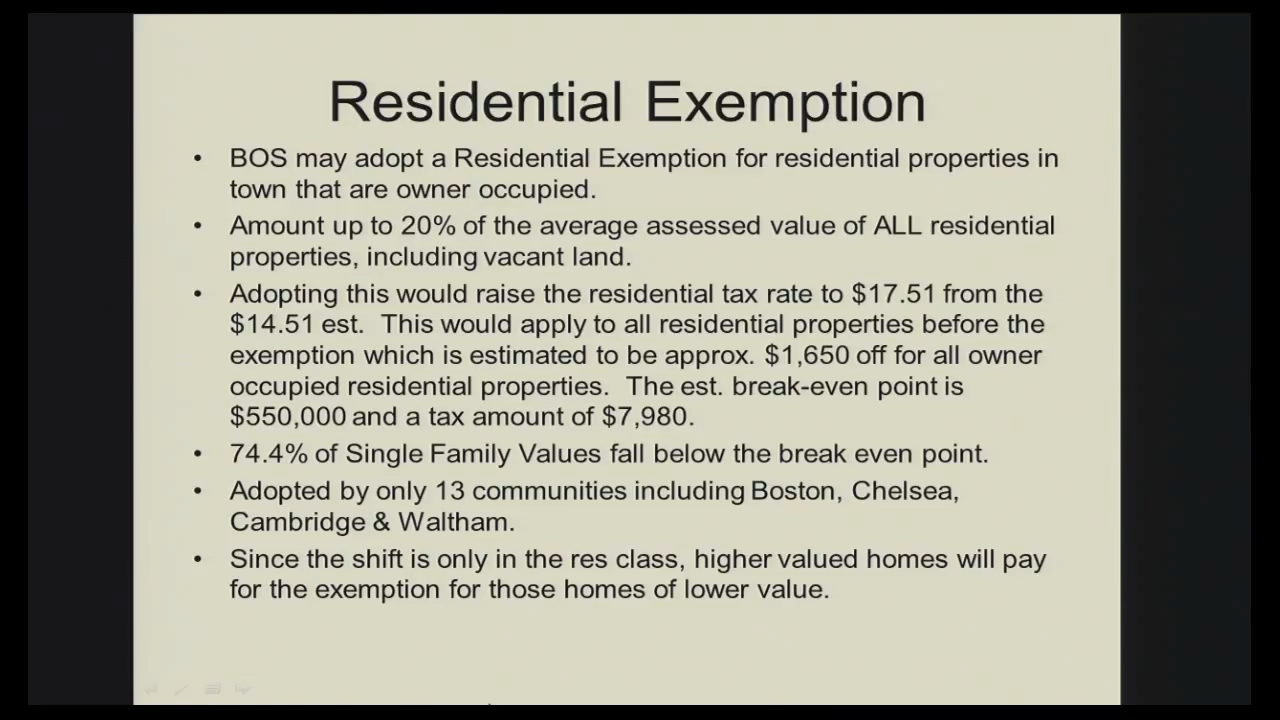 Residential Exemption
• BOS may adopt a Residential Exemption for residential properties in
town that are owner occupied.
• Amount up to 20% of the average assessed value of ALL residential
properties, including vacant land.
• Adopting this would raise the residential tax rate to $17.51 from the
$14.51 est.  This would apply to all residential properties before the
exemption which is estimated to be approx. $1,650 off for all owner
occupied residential properties.  The est. break-even point is
$550,000 and a tax amount of $7,980.
• 74.4% of Single Family Values fall below the break even point.
• Adopted by only 13 communities including Boston, Chelsea,
Cambridge & Waltham.
• Since the shift is only in the res class, higher valued homes will pay
for the exemption for those homes of lower value.